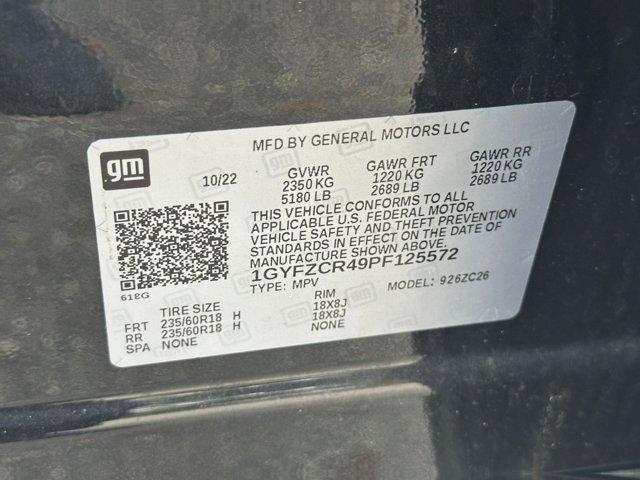 MFD BY GENERAL MOTORS LLC
gm
10/22
GVWR GAWR FRT GAWR RR
2350 KG 1220 KG 1220 KG
5180 LB 2689 LB 2689 LB
THIS VEHICLE CONFORMS TO ALL
APPLICABLE U.S. FEDERAL MOTOR
VEHICLE SAFETY AND THEFT PREVENTION
STANDARDS IN EFFECT ON THE DATE OF
MANUFACTURE SHOWN ABOVE.
1GYFZCR49PF125572
TYPE: MPV MODEL: 926ZC26
618G
TIRE SIZE RIM
FRT 235/60R18 H 18X8J
RR 235/60R18 H 18X8J
SPA NONE NONE